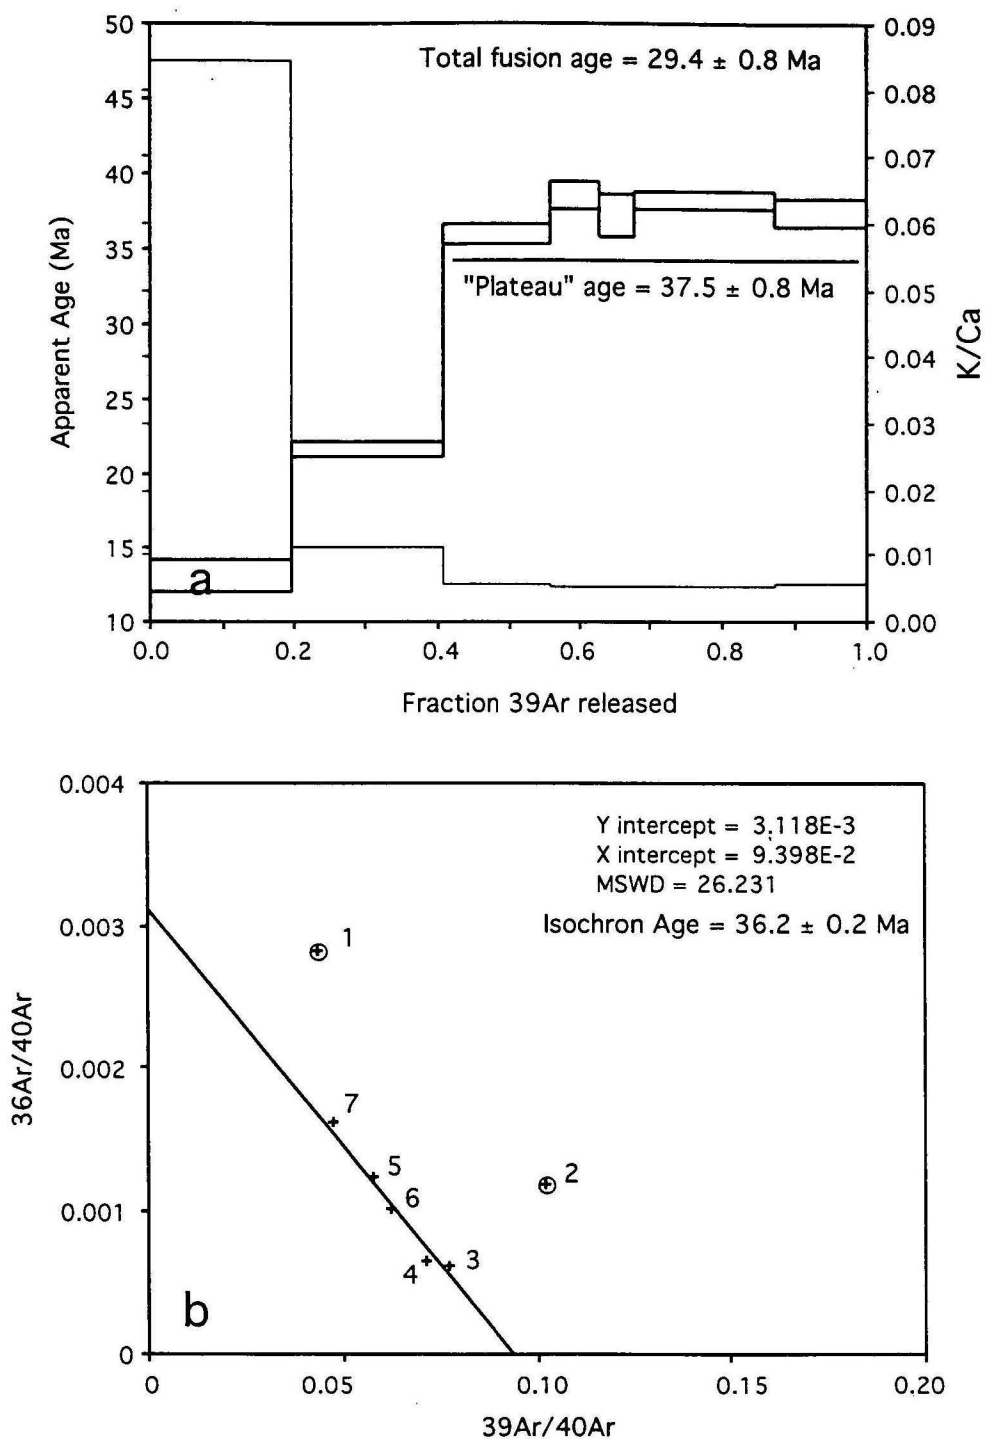 Total fusion age = 29.4 ± 0.8 Ma
50
45
40
35
30
25
20
15
10
Apparent Age (Ma)
0.09
0.08
0.07
0.06
0.05
0.04
0.03
0.02
0.01
0.00
K/Ca
"Plateau" age = 37.5 ± 0.8 Ma
a
0.0 0.2 0.4 0.6 0.8 1.0
Fraction 39Ar released
0.004
0.003
0.002
0.001
0
36Ar/40Ar
Y intercept = 3.118E-3
X intercept = 9.398E-2
MSWD = 26.231
Isochron Age = 36.2 ± 0.2 Ma
1
7
5
2
6
3
4
b
0 0.05 0.10 0.15 0.20
39Ar/40Ar